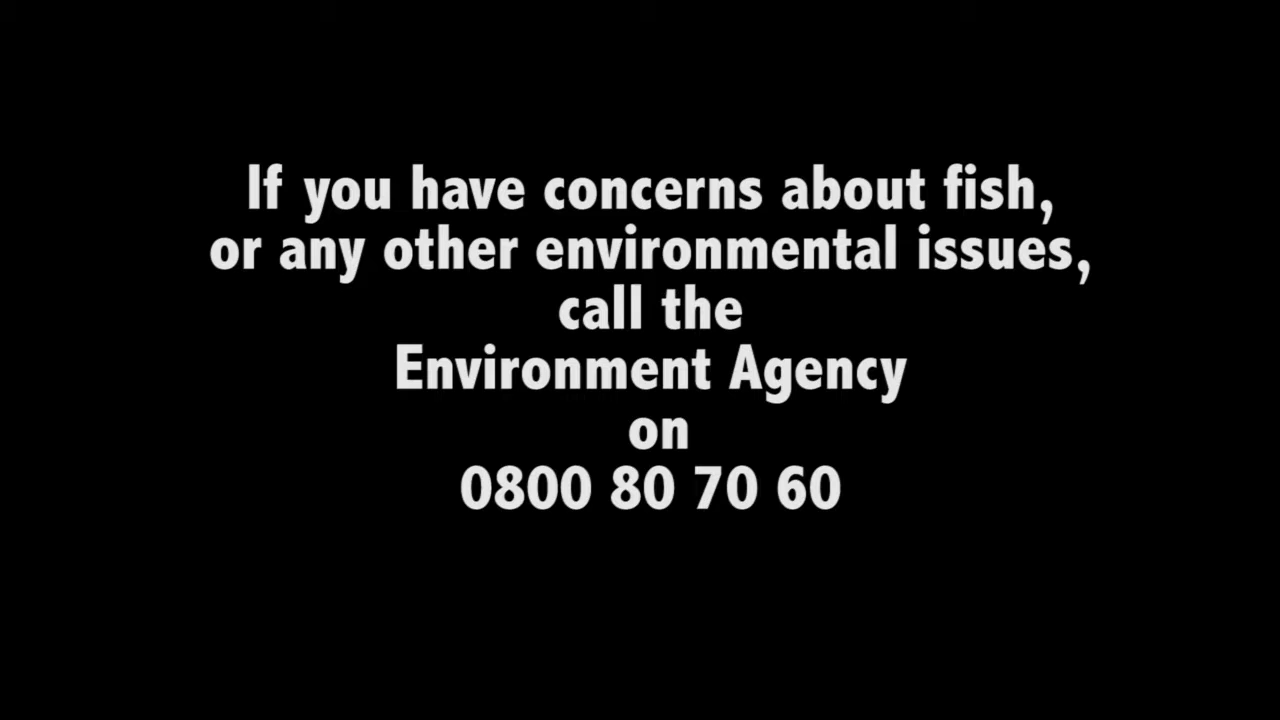 If you have concerns about fish,
or any other environmental issues,
call the
Environment Agency
on
0800 80 70 60